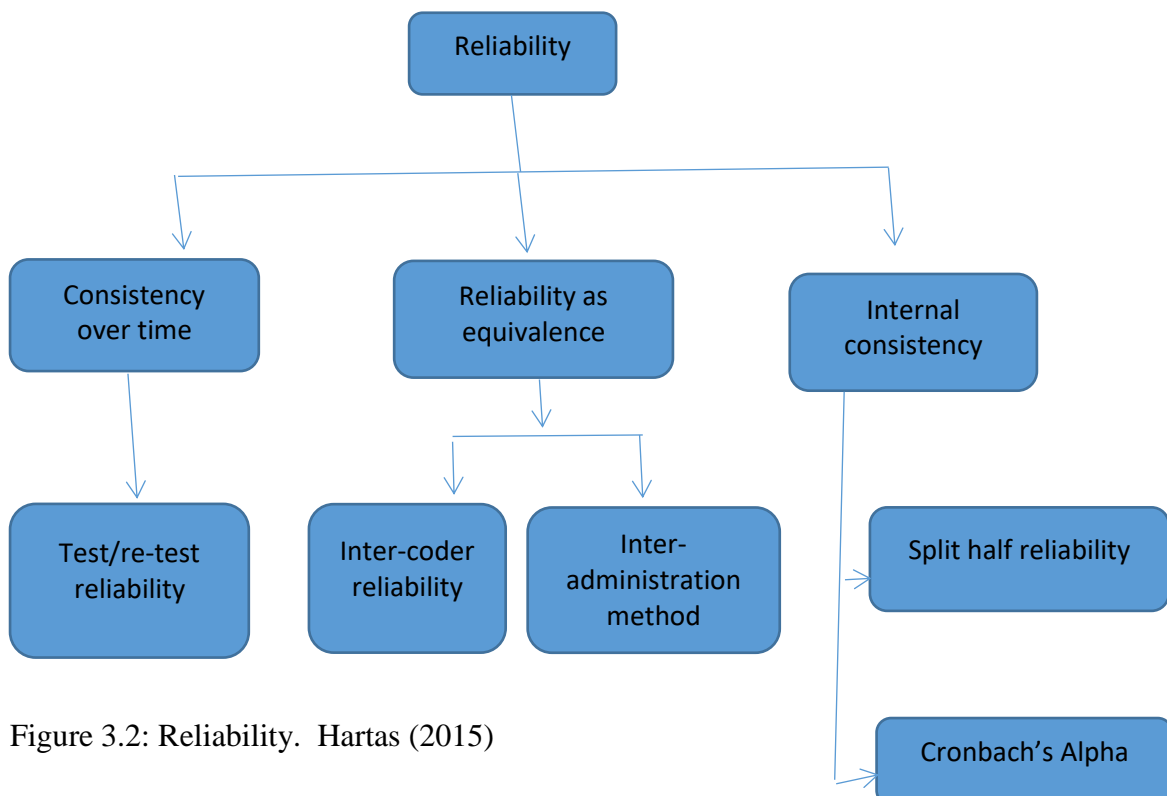 Reliability
Consistency
over time
Reliability as
equivalence
Internal
consistency
Test/re-test
reliability
Inter-coder
reliability
Inter-
administration
method
Split half reliability
Cronbach’s Alpha
Figure 3.2: Reliability.  Hartas (2015)